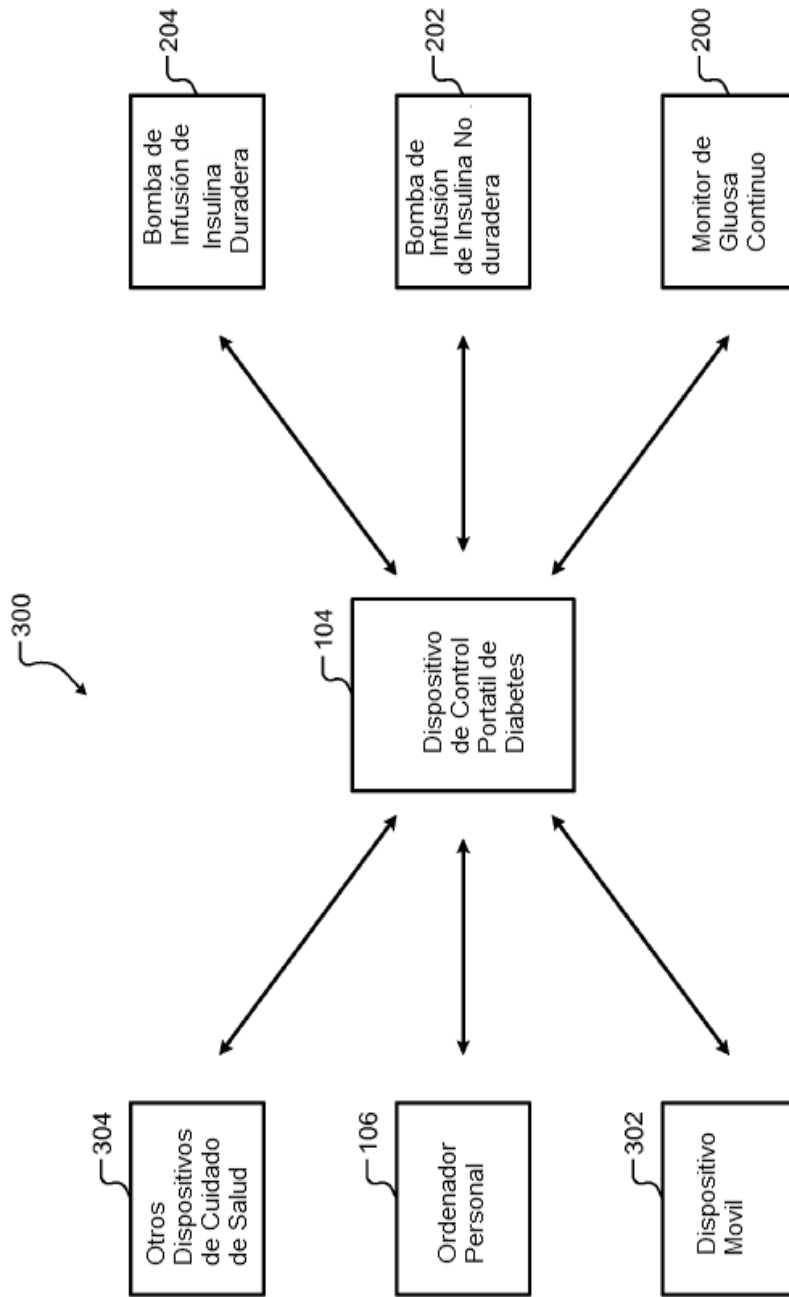 300
304
Otros
Dispositivos
de Cuidado
de Salud
204
Bomba de
Infusión de
Insulina
Duradera
104
Dispositivo
de Control
Portatil de
Diabetes
106
Ordenador
Personal
202
Bomba de
Infusión
de Insulina No
duradera
302
Dispositivo
Movil
200
Monitor de
Gluosa
Continuo